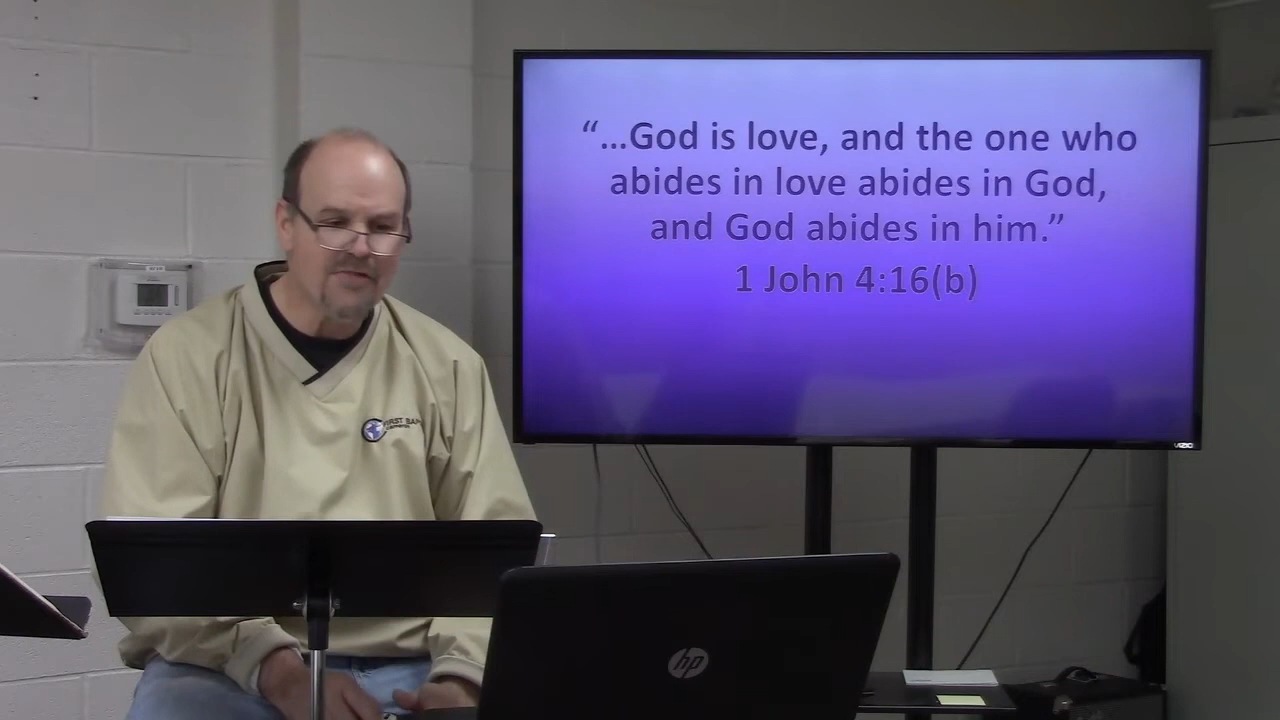 “...God is love, and the one who
abides in love abides in God,
and God abides in him.”
1 John 4:16(b)
VIZIO
hp